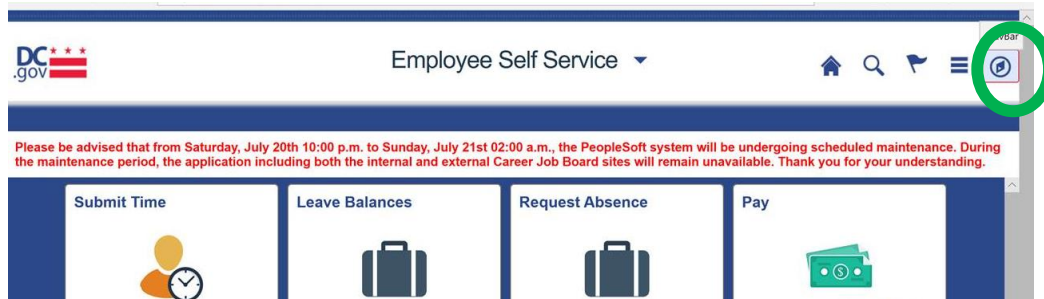 DC
.gov
Employee Self Service
Please be advised that from Saturday, July 20th 10:00 p.m. to Sunday, July 21st 02:00 a.m., the PeopleSoft system will be undergoing scheduled maintenance. During
the maintenance period, the application including both the internal and external Career Job Board sites will remain unavailable. Thank you for your understanding.
Submit Time
Leave Balances
Request Absence
Pay